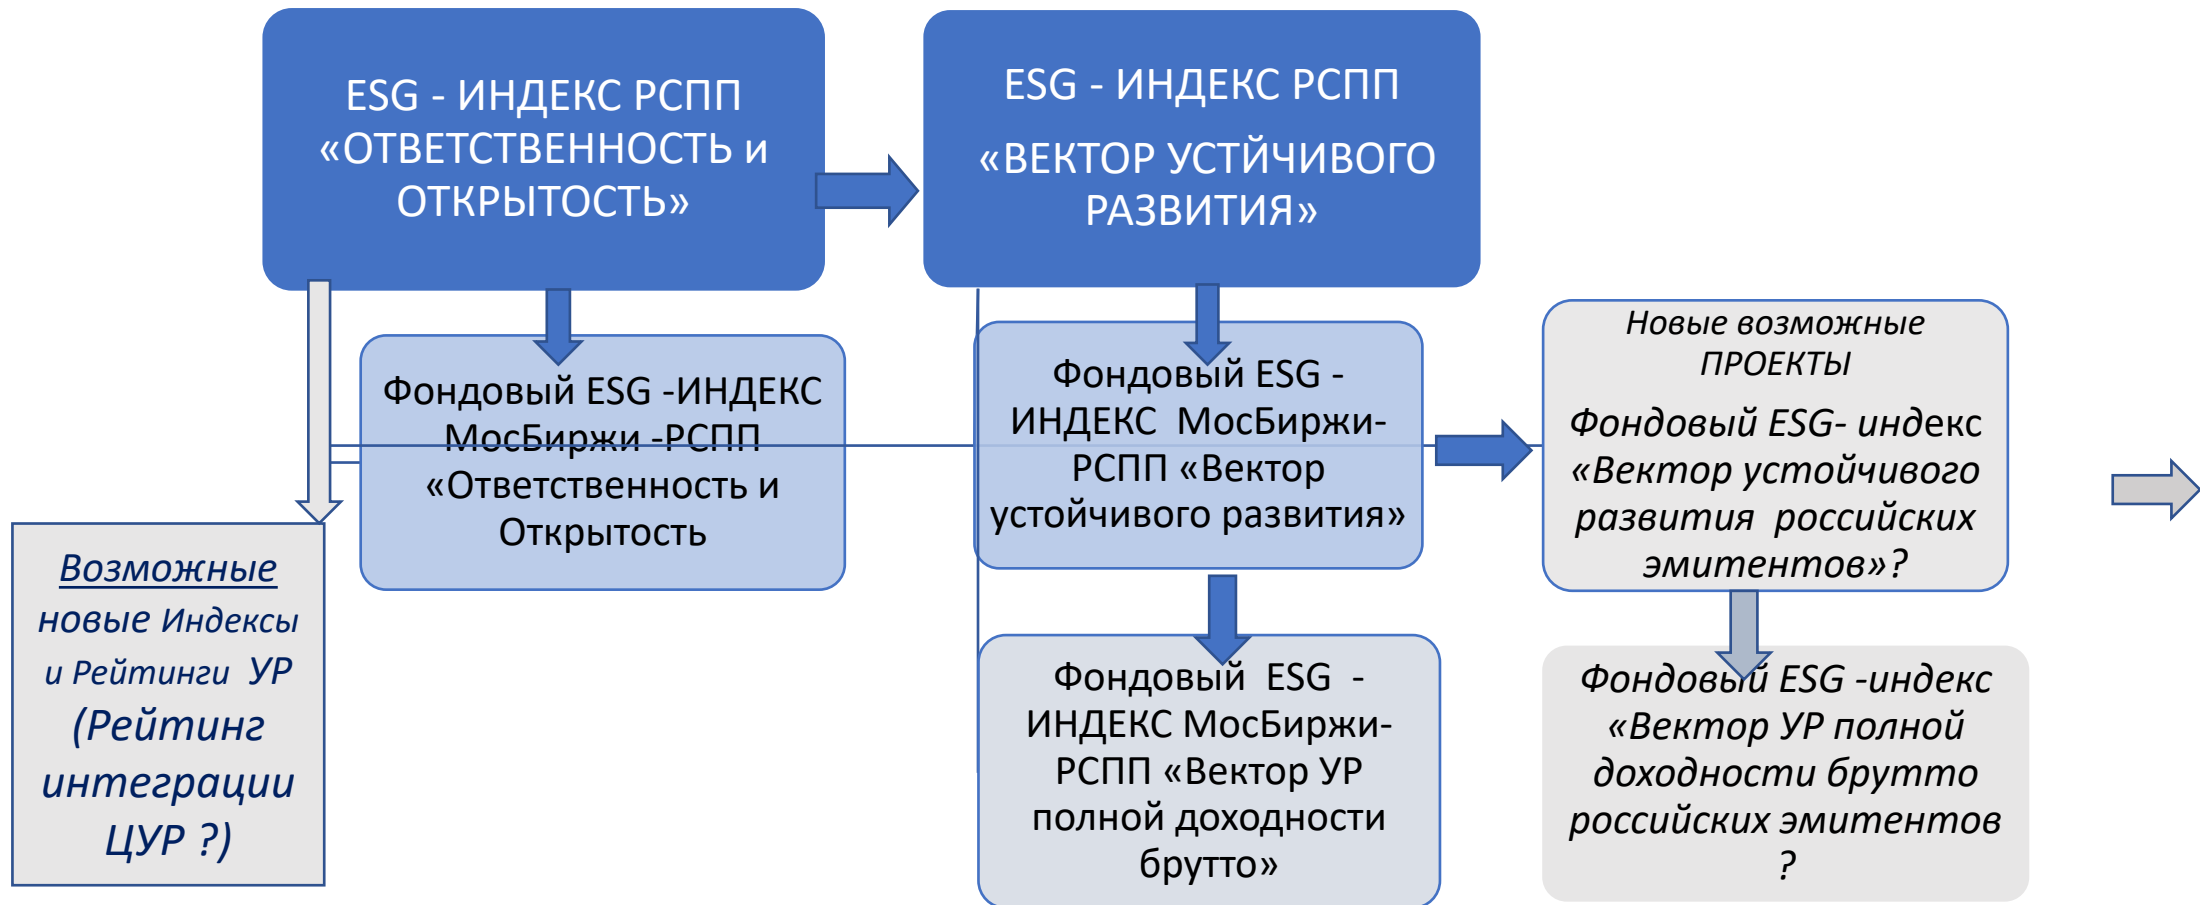 ESG - ИНДЕКС РСПП
«ОТВЕТСТВЕННОСТЬ и
ОТКРЫТОСТЬ»
ESG - ИНДЕКС РСПП
«ВЕКТОР УСТЙЧИВОГО
РАЗВИТИЯ»
Фондовый ESG -ИНДЕКС
МосБиржи -РСПП
«Ответственность и
Открытость
Фондовый ESG -
ИНДЕКС МосБиржи-
РСПП «Вектор
устойчивого развития»
Новые возможные
ПРОЕКТЫ
Фондовый ESG- индекс
«Вектор устойчивого
развития российских
эмитентов»?
Возможные
новые Индексы
и Рейтинги УР
(Рейтинг
интеграции
ЦУР ?)
Фондовый ESG -
ИНДЕКС МосБиржи-
РСПП «Вектор УР
полной доходности
брутто»
Фондовый ESG -индекс
«Вектор УР полной
доходности брутто
российских эмитентов
?